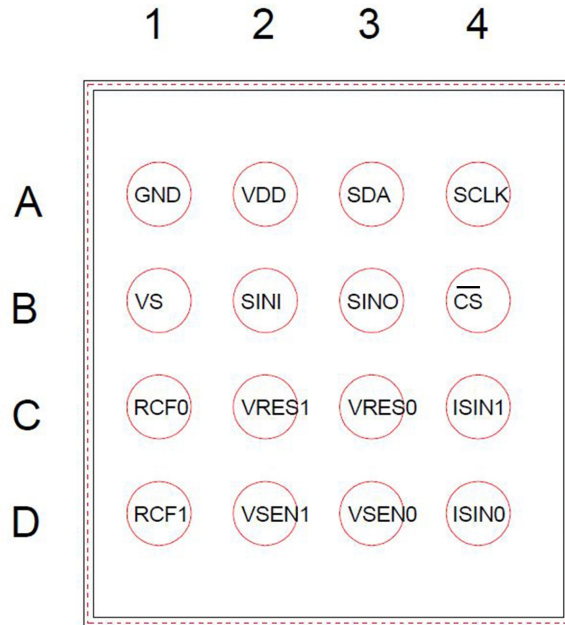 1 2 3 4
A GND VDD SDA SCLK
B VS SINI SINO C̅S̅
C RCF0 VRES1 VRES0 ISIN1
D RCF1 VSEN1 VSEN0 ISIN0